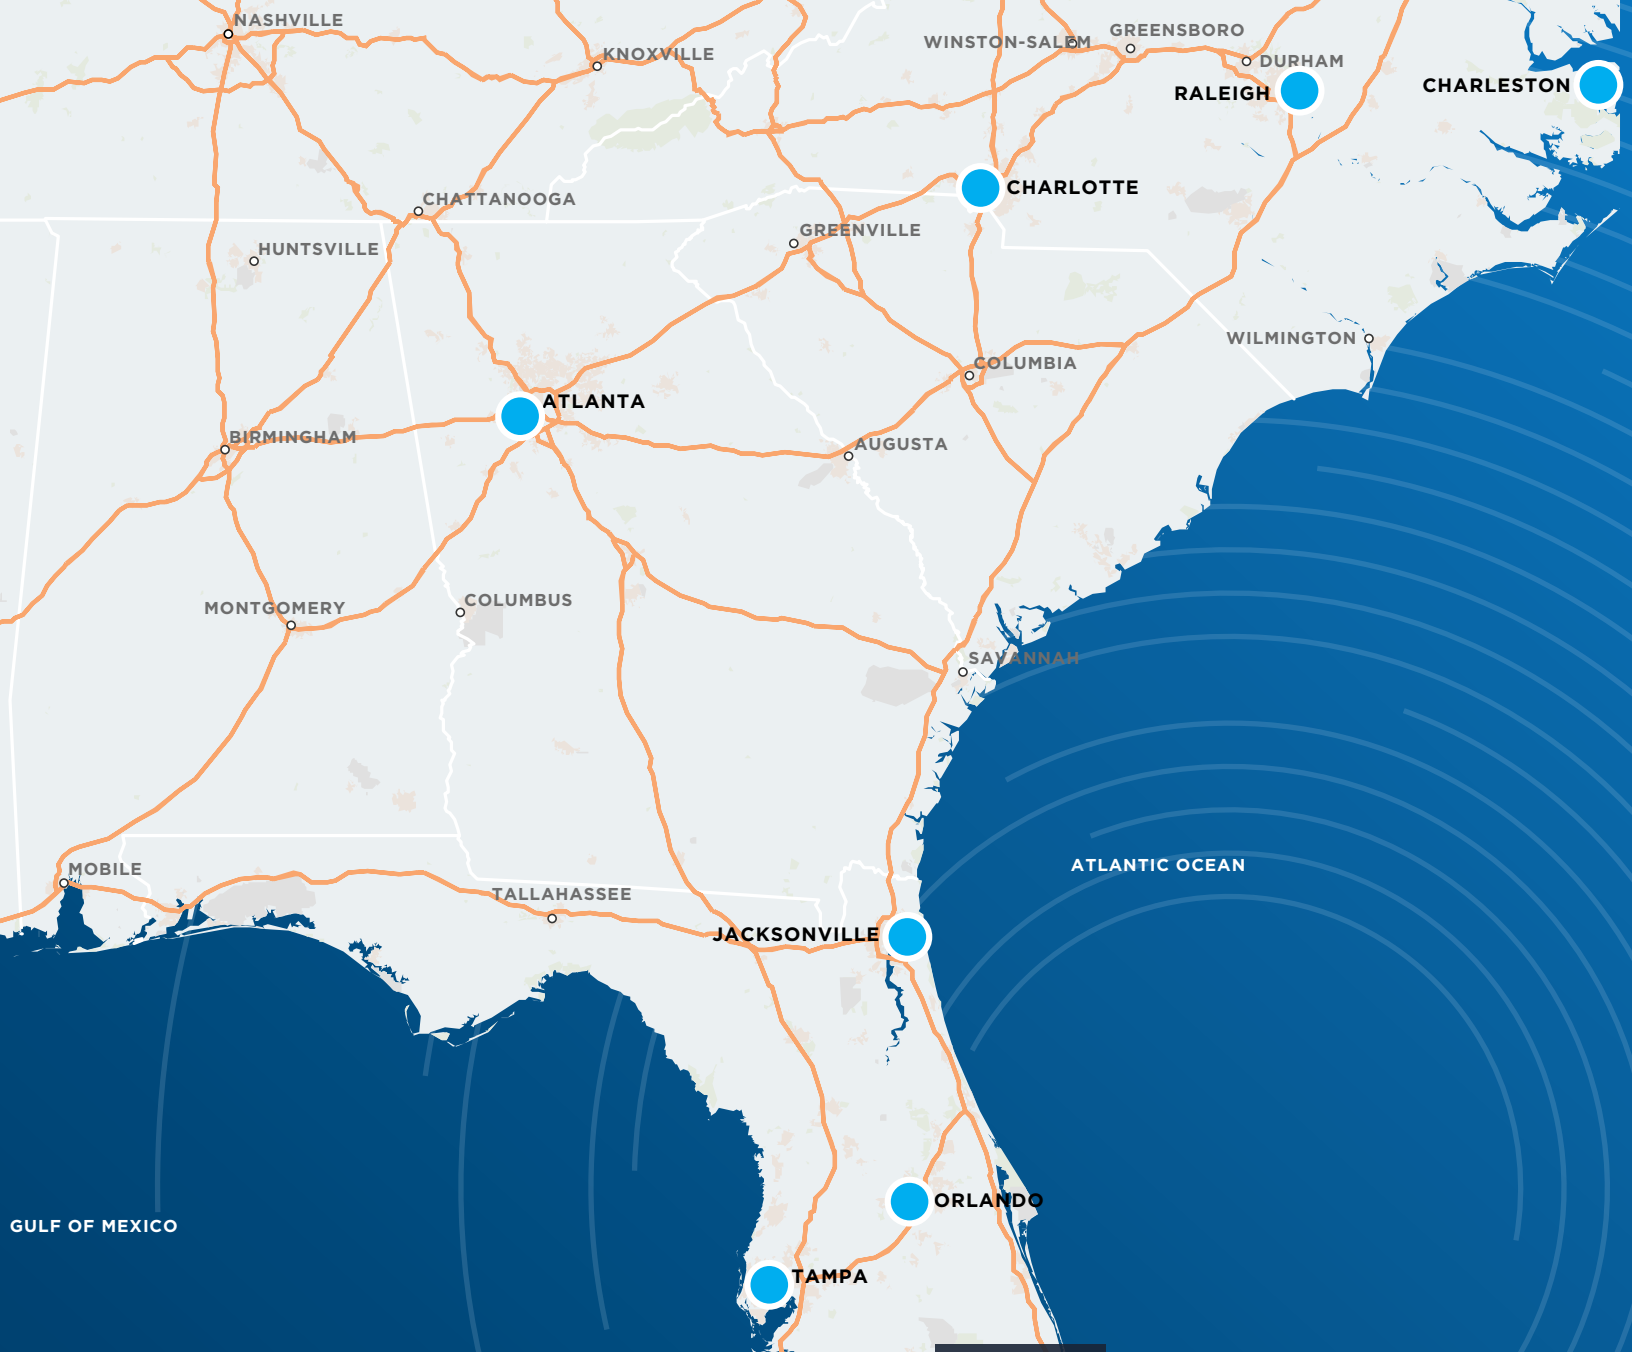 NASHVILLE
GREENSBORO
WINSTON-SALEM
KNOXVILLE
DURHAM
RALEIGH
CHARLESTON
CHARLOTTE
CHATTANOOGA
GREENVILLE
HUNTSVILLE
WILMINGTON
COLUMBIA
ATLANTA
BIRMINGHAM
AUGUSTA
COLUMBUS
MONTGOMERY
SAVANNAH
ATLANTIC OCEAN
MOBILE
TALLAHASSEE
JACKSONVILLE
ORLANDO
GULF OF MEXICO
TAMPA